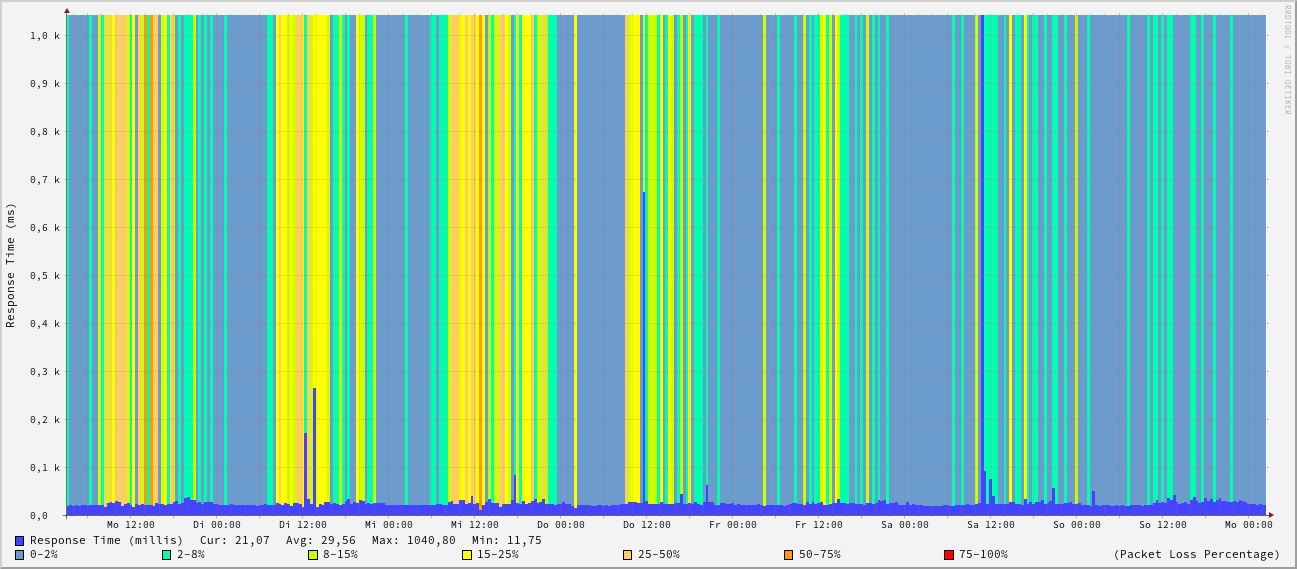 RRDTOOL / TOBI OETIKER
Response Time (ms)
1,0 k
0,9 k
0,8 k
0,7 k
0,6 k
0,5 k
0,4 k
0,3 k
0,2 k
0,1 k
0,0
Mo 12:00 Di 00:00 Di 12:00 Mi 00:00 Mi 12:00 Do 00:00 Do 12:00 Fr 00:00 Fr 12:00 Sa 00:00 Sa 12:00 So 00:00 So 12:00 Mo 00:00
Response Time (millis) Cur: 21,07 Avg: 29,56 Max: 1040,80 Min: 11,75
0-2% 2-8% 8-15% 15-25% 25-50% 50-75% 75-100% (Packet Loss Percentage)